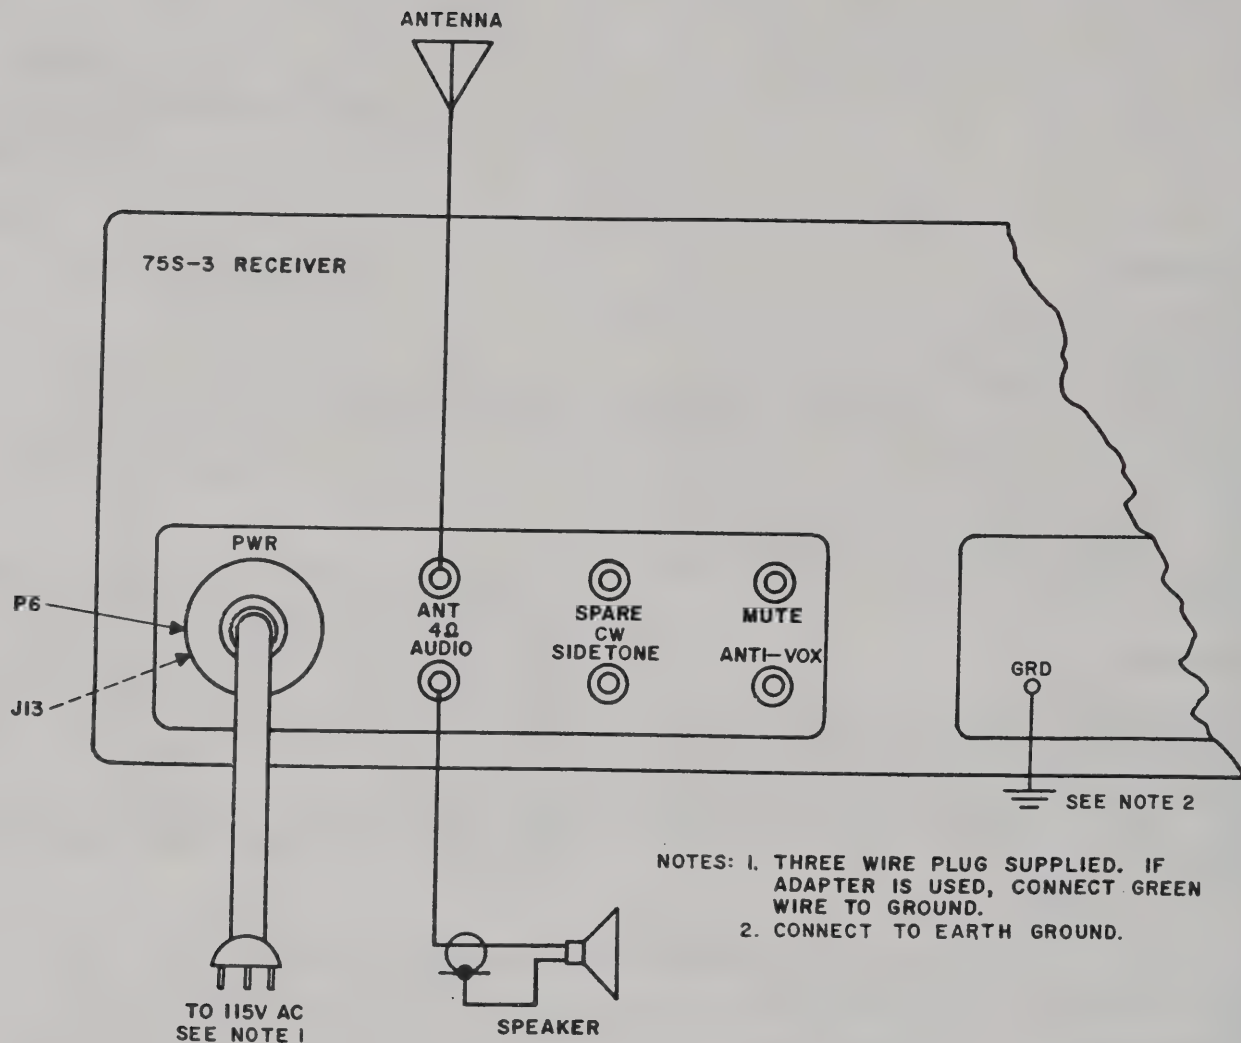 ANTENNA
75S-3 RECEIVER
PWR
P6
J13
ANT
4Ω
AUDIO
SPARE
CW
SIDETONE
MUTE
ANTI-VOX
GRD
SEE NOTE 2
NOTES: 1. THREE WIRE PLUG SUPPLIED. IF
ADAPTER IS USED, CONNECT GREEN
WIRE TO GROUND.
2. CONNECT TO EARTH GROUND.
TO 115V AC
SEE NOTE 1
SPEAKER